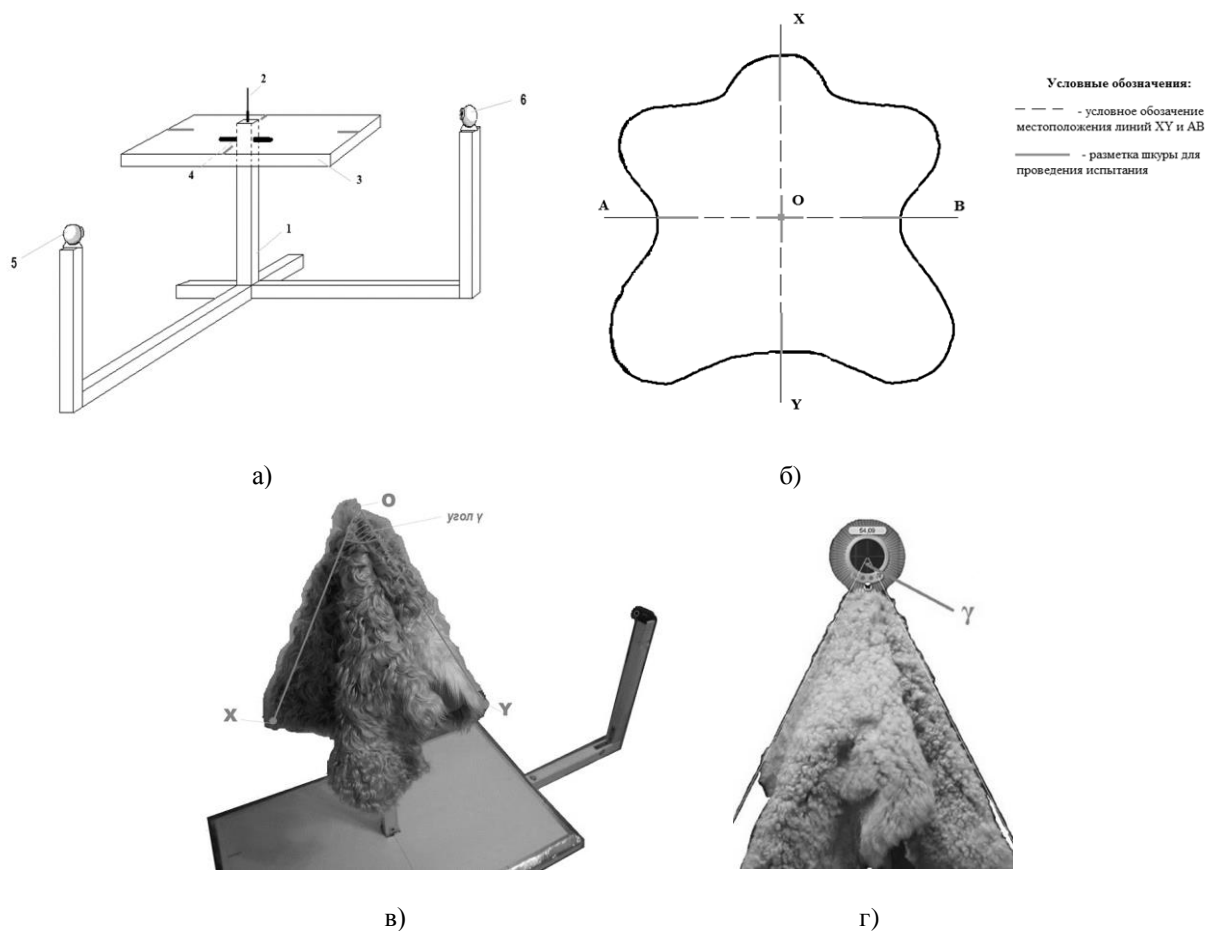 X
2
6
Условные обозначения:
- условное обозачение
местоположения линий XY и AB
4
3
- разметка шкуры для
проведения испытания
A
O
B
1
5
Y
а)
б)
O
угол γ
54.09
γ
X
Y
в)
г)